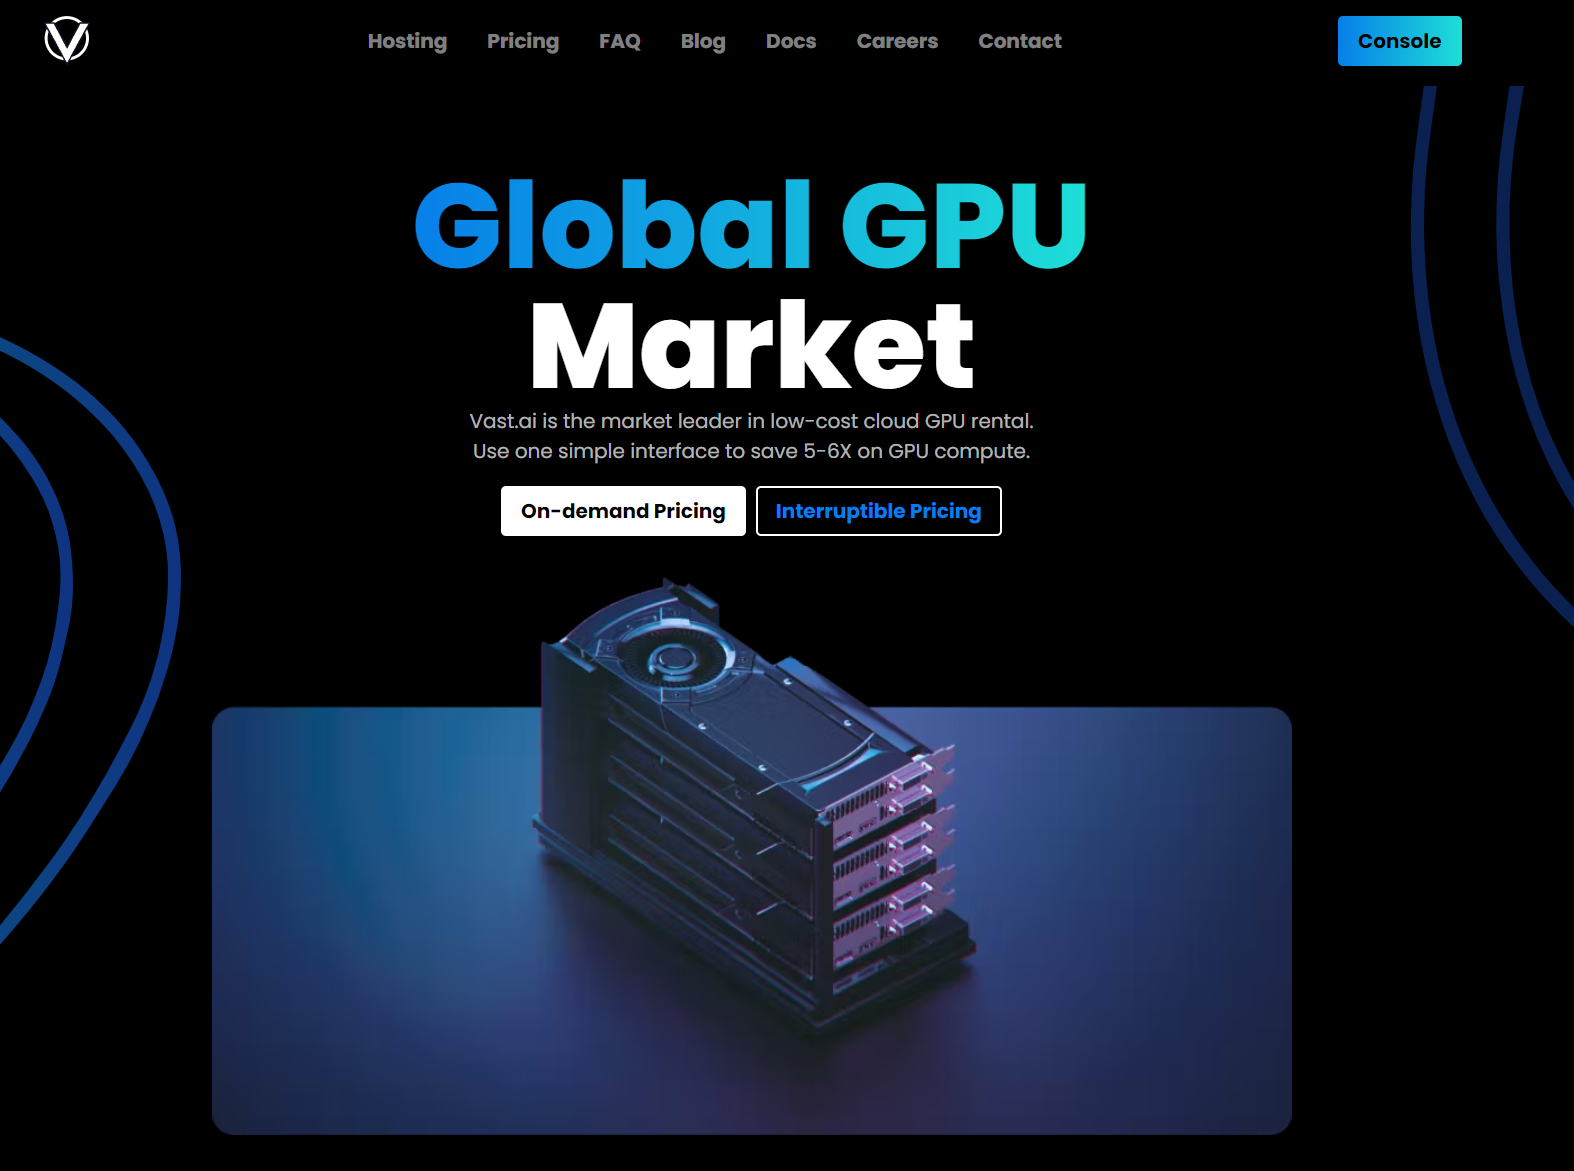 Hosting Pricing FAQ Blog Docs Careers Contact Console
Global GPU
Market
Vast.ai is the market leader in low-cost cloud GPU rental.
Use one simple interface to save 5-6X on GPU compute.
On-demand Pricing Interruptible Pricing